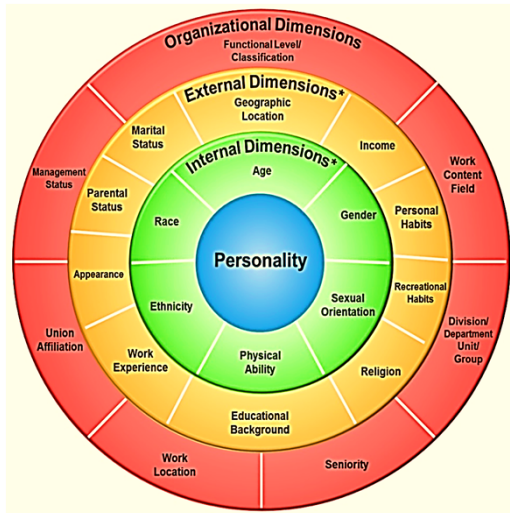 Organizational Dimensions
Functional Level/
Classification
External Dimensions*
Geographic
Location
Marital
Status
Income
Internal Dimensions*
Age
Management
Status
Work
Content
Field
Parental
Status
Personal
Habits
Race
Gender
Personality
Appearance
Recreational
Habits
Ethnicity
Sexual
Orientation
Union
Affiliation
Division/
Department
Unit/
Group
Work
Experience
Physical
Ability
Religion
Educational
Background
Work
Location
Seniority